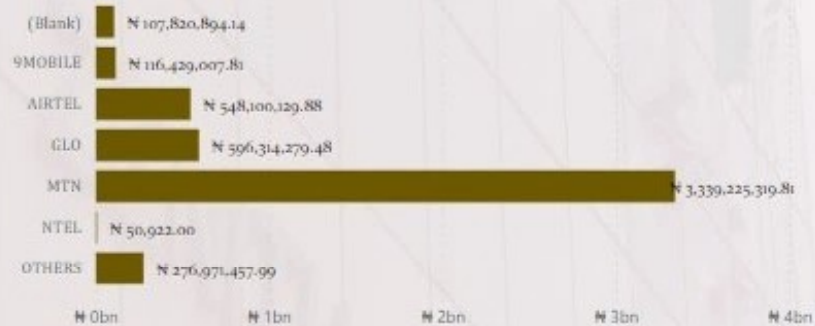 (Blank) ₦ 107,820,894.14
9MOBILE ₦ 116,429,007.81
AIRTEL ₦ 548,100,129.88
GLO ₦ 596,314,279.48
MTN ₦ 3,339,225,319.81
NTEL ₦ 50,922.00
OTHERS ₦ 276,971,457.99
₦ 0bn ₦ 1bn ₦ 2bn ₦ 3bn ₦ 4bn